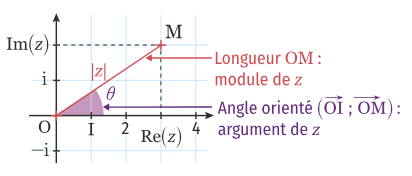 M
Im(z)
|z|
Longueur OM :
module de z
i
θ
Angle orienté (OI⃗ ; OM⃗) :
argument de z
O
I
2
Re(z)
4
−i